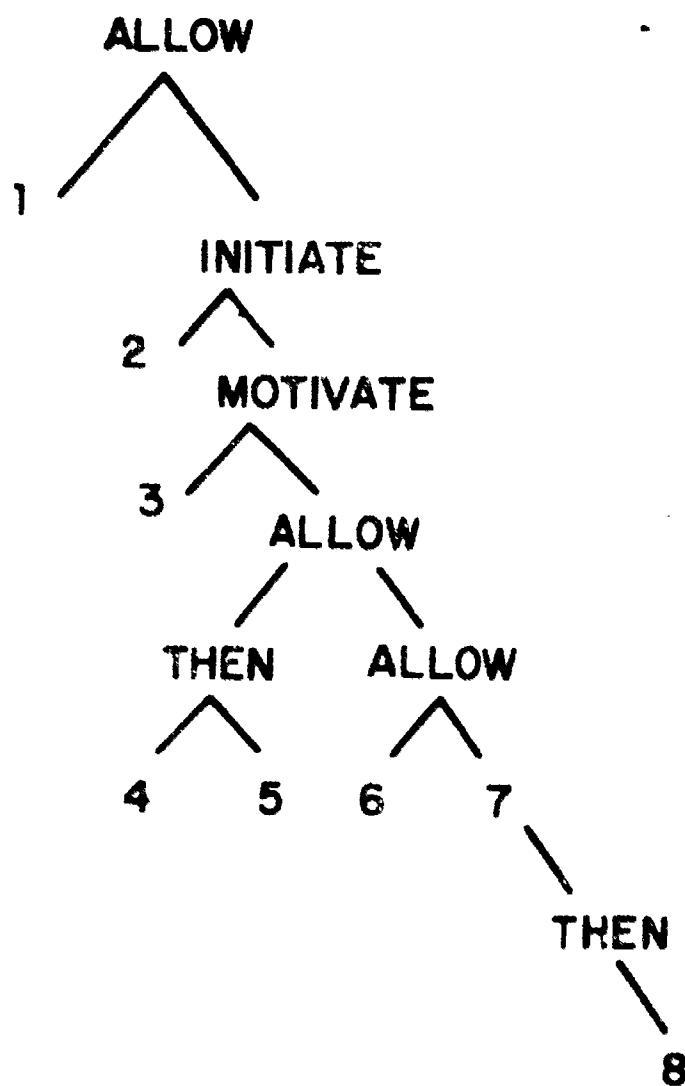 ALLOW
1
INITIATE
2
MOTIVATE
3
ALLOW
THEN ALLOW
4 5 6 7
THEN
8